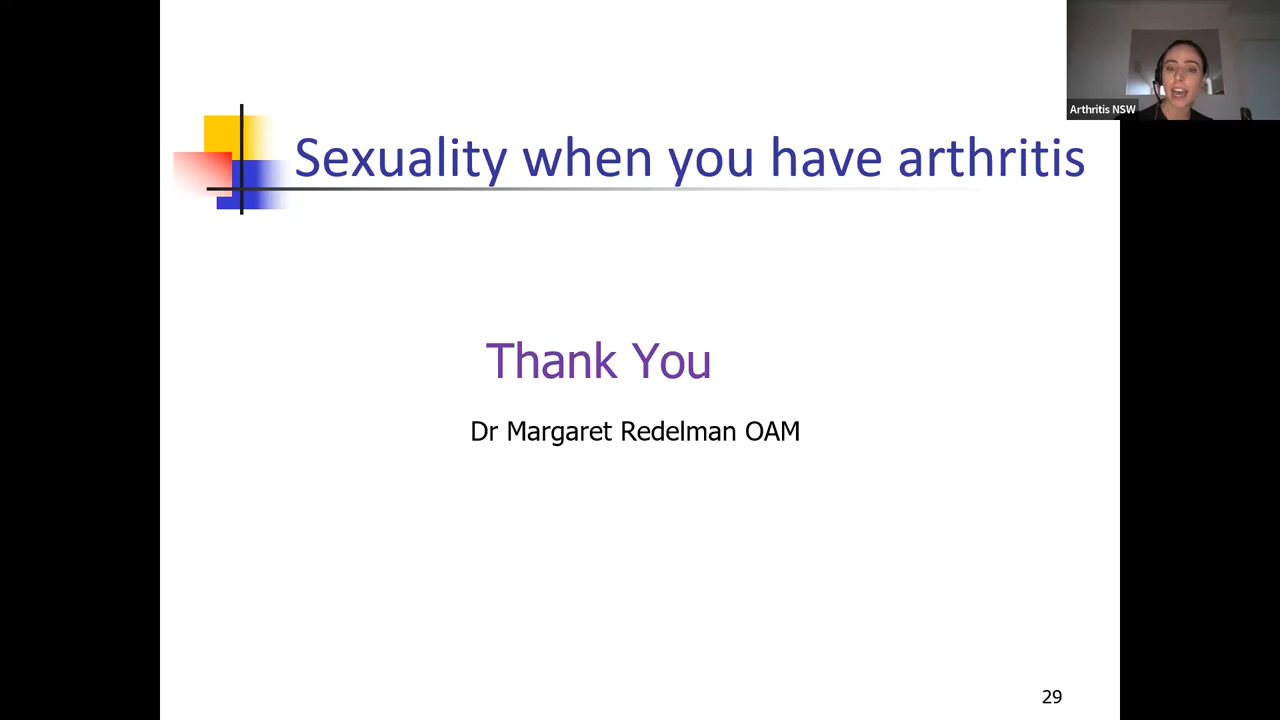 Arthritis NSW
Sexuality when you have arthritis
Thank You
Dr Margaret Redelman OAM
29